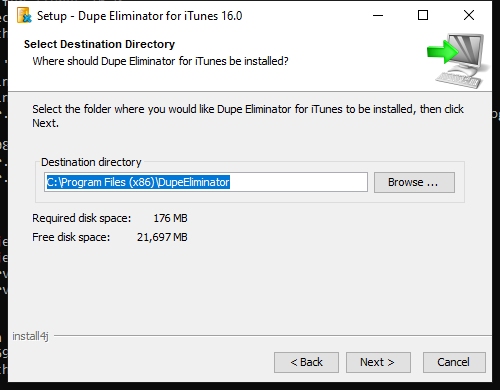 Setup - Dupe Eliminator for iTunes 16.0
Select Destination Directory
Where should Dupe Eliminator for iTunes be installed?
Select the folder where you would like Dupe Eliminator for iTunes to be installed, then click
Next.
Destination directory
C:\Program Files (x86)\DupeEliminator
Browse ...
Required disk space: 176 MB
Free disk space: 21,697 MB
install4j
< Back
Next >
Cancel